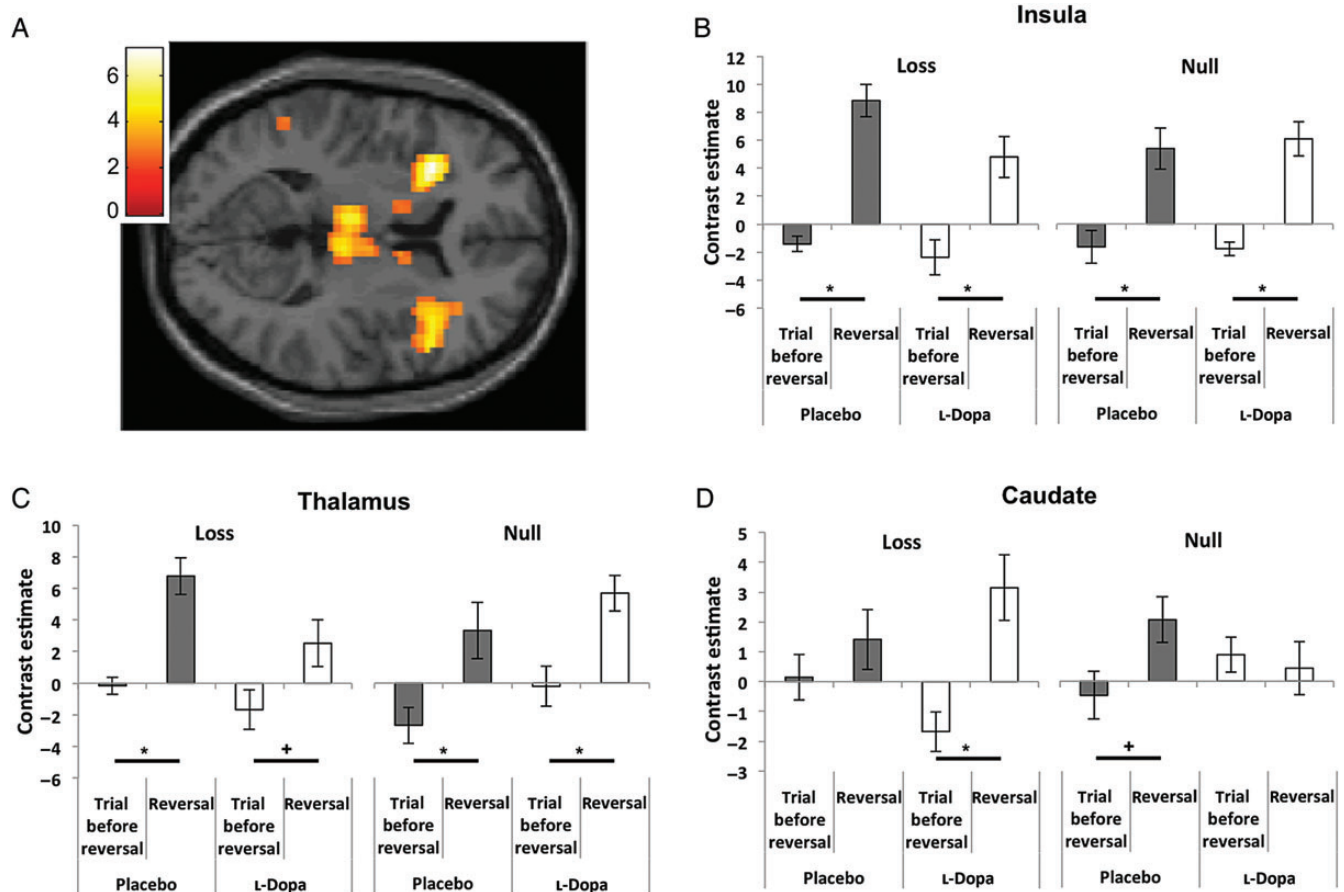 A
6
4
2
0
B
Insula
Loss
Null
Contrast estimate
12
10
8
6
4
2
0
−2
−4
−6
* * * *
Trial before reversal
Reversal
Trial before reversal
Reversal
Trial before reversal
Reversal
Trial before reversal
Reversal
Placebo
L-Dopa
Placebo
L-Dopa
C
Thalamus
Loss
Null
Contrast estimate
10
8
6
4
2
0
−2
−4
−6
* + * *
Trial before reversal
Reversal
Trial before reversal
Reversal
Trial before reversal
Reversal
Trial before reversal
Reversal
Placebo
L-Dopa
Placebo
L-Dopa
D
Caudate
Loss
Null
Contrast estimate
5
4
3
2
1
0
−1
−2
−3
* +
Trial before reversal
Reversal
Trial before reversal
Reversal
Trial before reversal
Reversal
Trial before reversal
Reversal
Placebo
L-Dopa
Placebo
L-Dopa